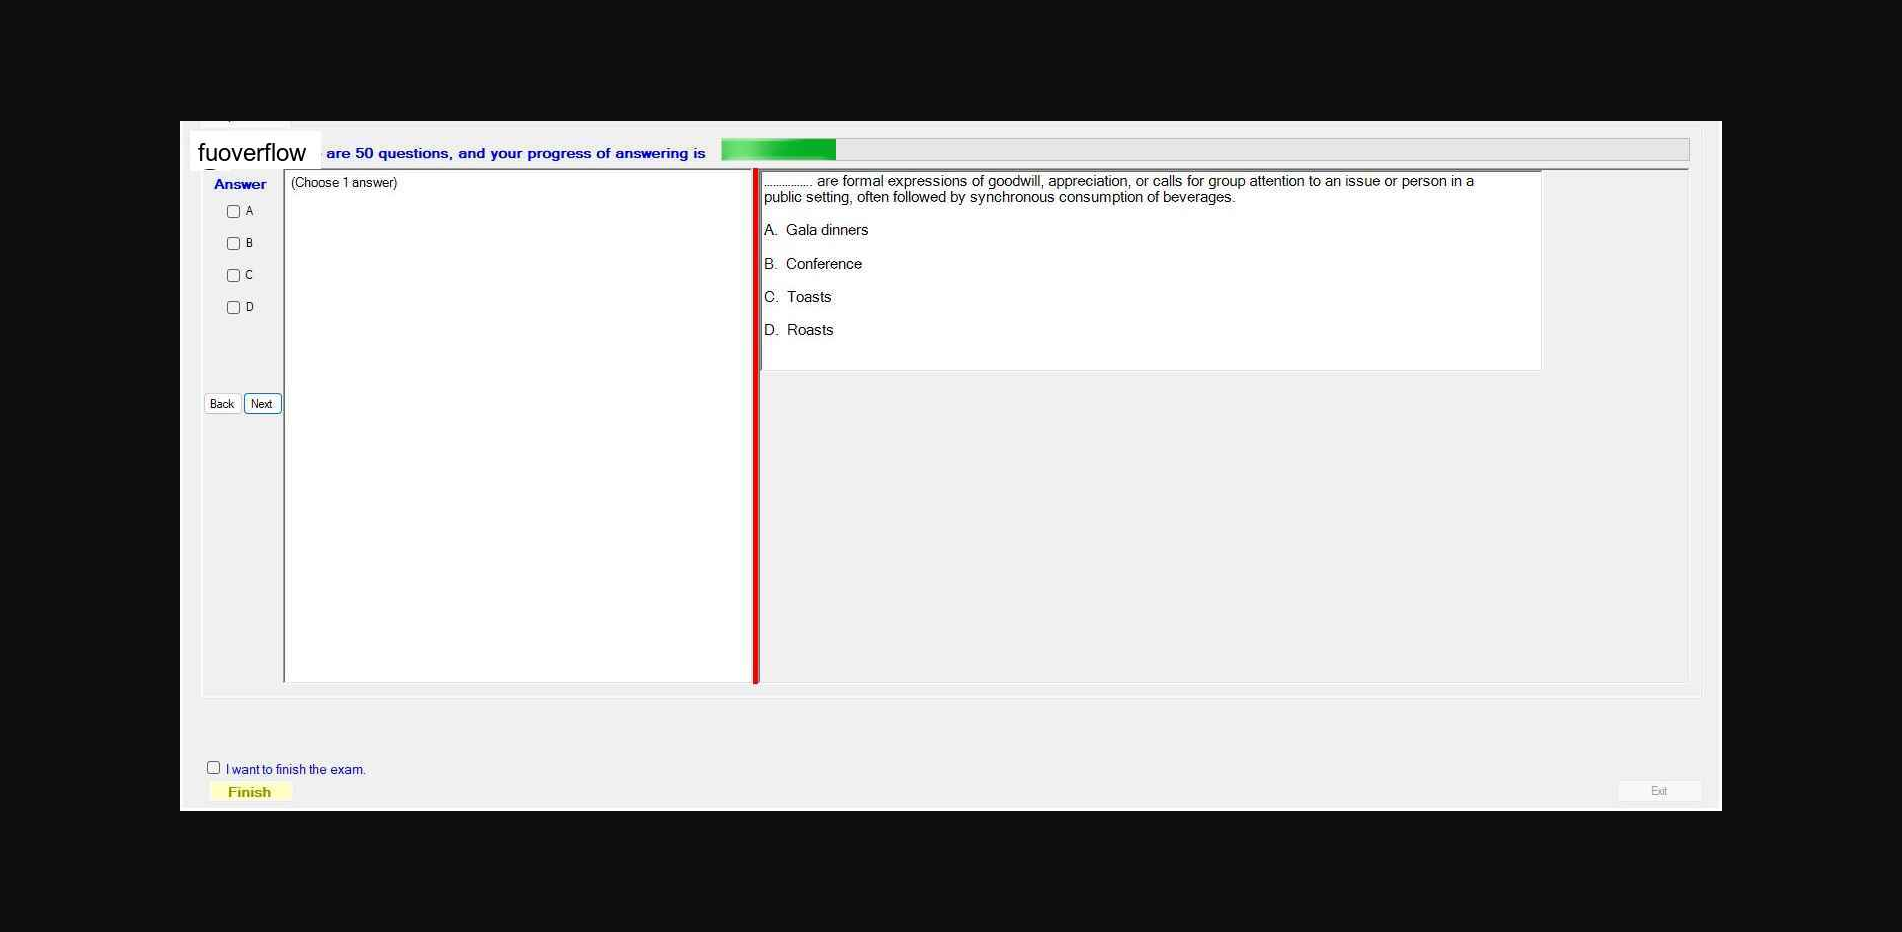 fuoverflow are 50 questions, and your progress of answering is
Answer
(Choose 1 answer)
A
B
C
D
Back Next
................ are formal expressions of goodwill, appreciation, or calls for group attention to an issue or person in a
public setting, often followed by synchronous consumption of beverages.
A. Gala dinners
B. Conference
C. Toasts
D. Roasts
I want to finish the exam.
Finish
Exit